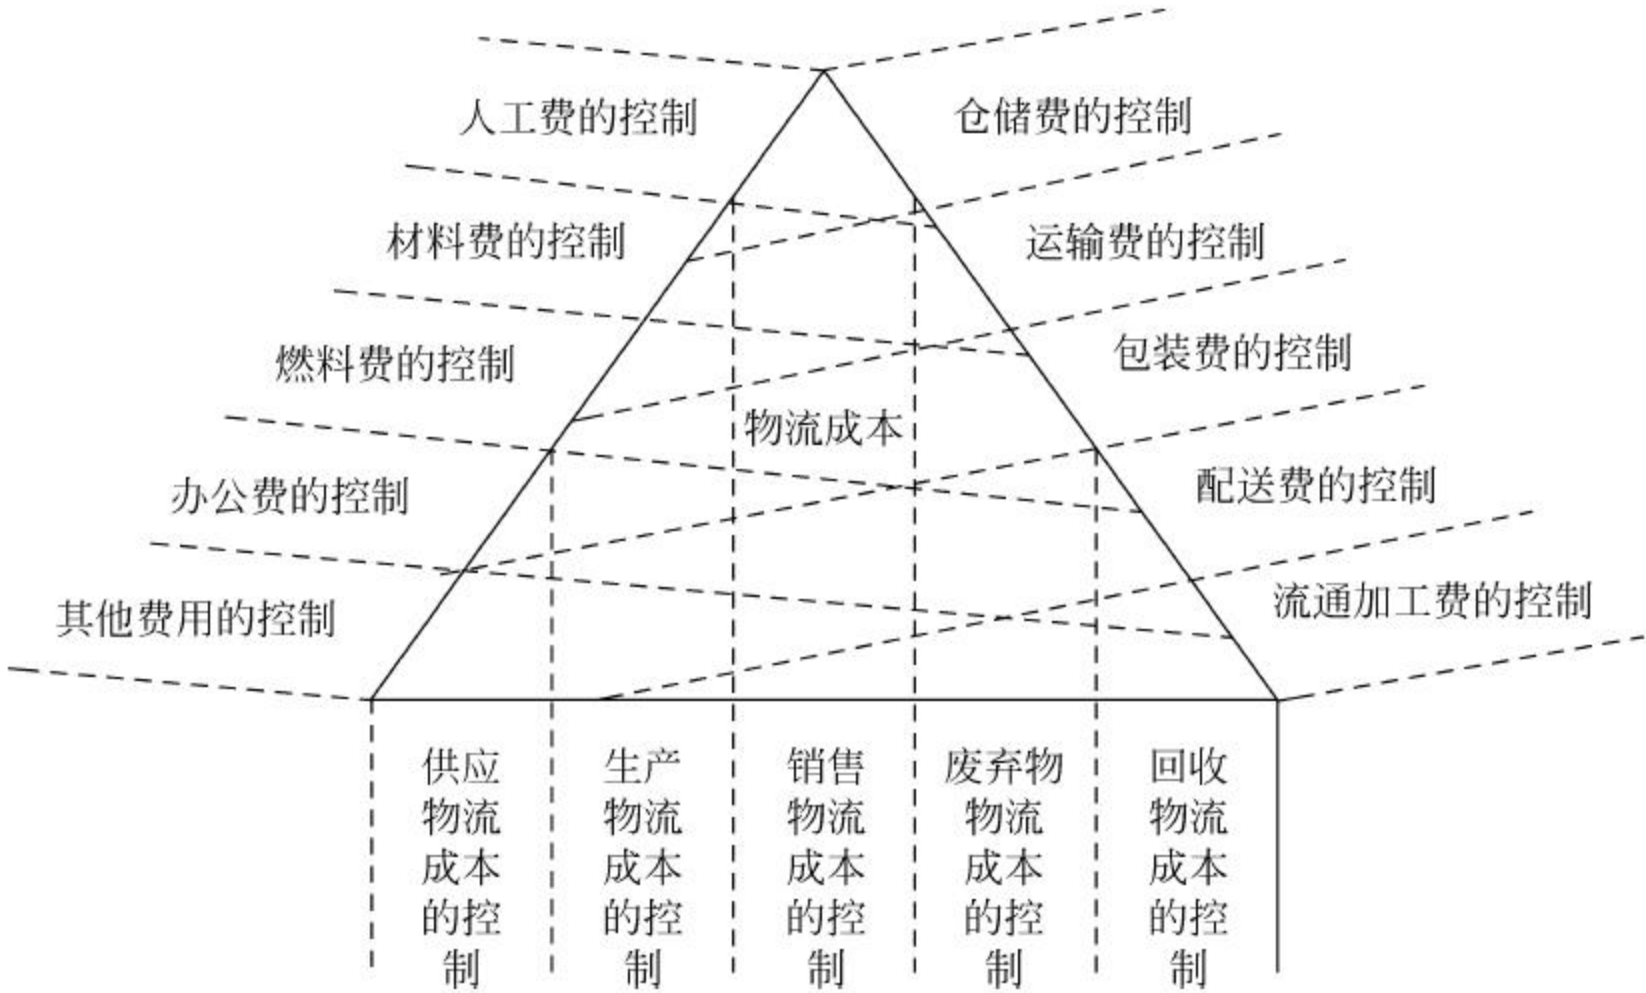 人工费的控制
仓储费的控制
材料费的控制
运输费的控制
燃料费的控制
包装费的控制
物流成本
办公费的控制
配送费的控制
其他费用的控制
流通加工费的控制
供应
物流
成本
的控
制
生产
物流
成本
的控
制
销售
物流
成本
的控
制
废弃物
物流
成本
的控
制
回收
物流
成本
的控
制